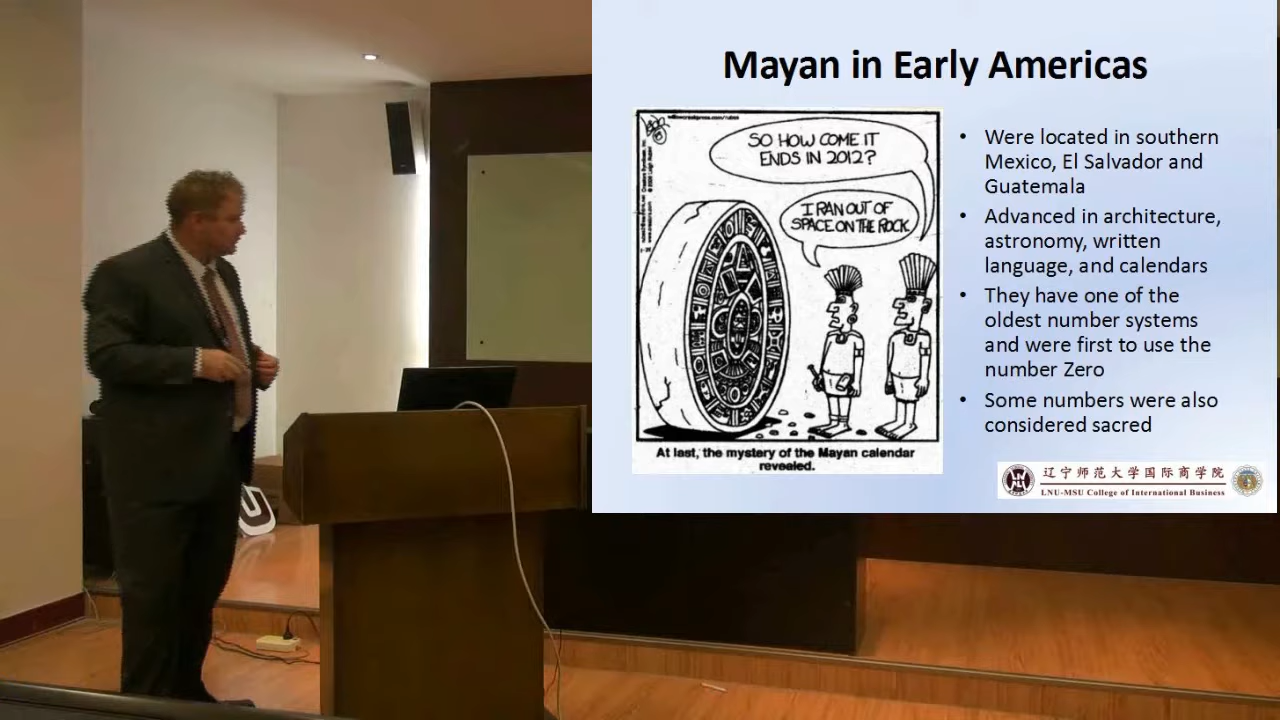 Mayan in Early Americas
SO HOW COME IT
ENDS IN 2012?
I RAN OUT OF
SPACE ON THE ROCK.
At last, the mystery of the Mayan calendar
revealed.
• Were located in southern
Mexico, El Salvador and
Guatemala
• Advanced in architecture,
astronomy, written
language, and calendars
• They have one of the
oldest number systems
and were first to use the
number Zero
• Some numbers were also
considered sacred
辽宁师范大学国际商学院
LNU-MSU College of International Business